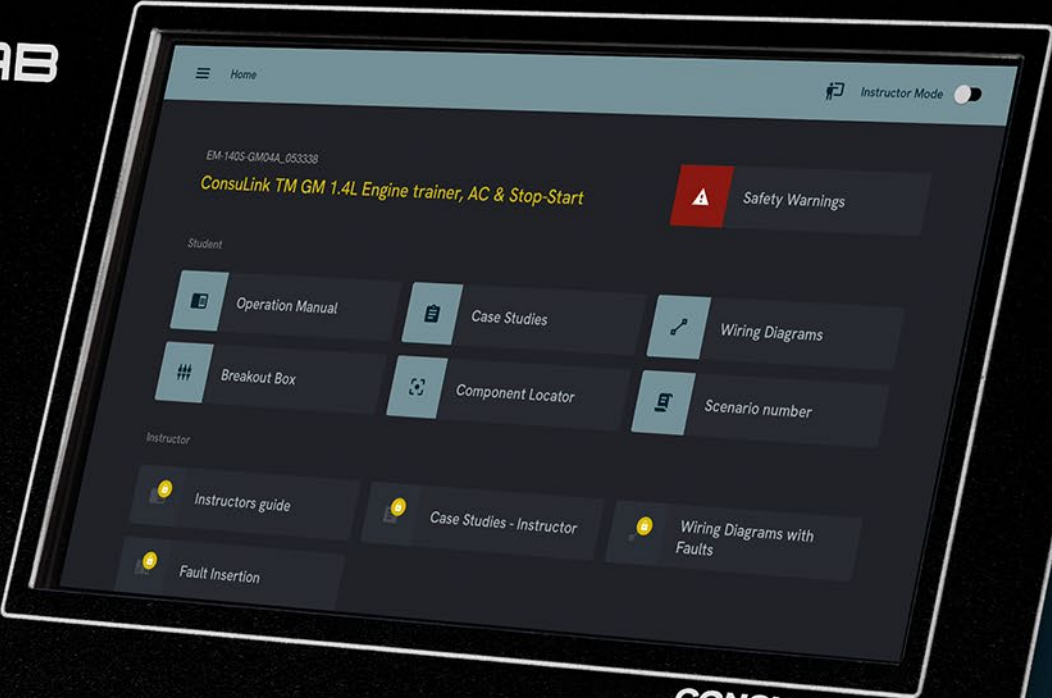 AB
Home
Instructor Mode
EM-140S-GM04A_053338
ConsuLink TM GM 1.4L Engine trainer, AC & Stop-Start
Safety Warnings
Student
Operation Manual
Case Studies
Wiring Diagrams
Breakout Box
Component Locator
Scenario number
Instructor
Instructors guide
Case Studies - Instructor
Wiring Diagrams with
Faults
Fault Insertion